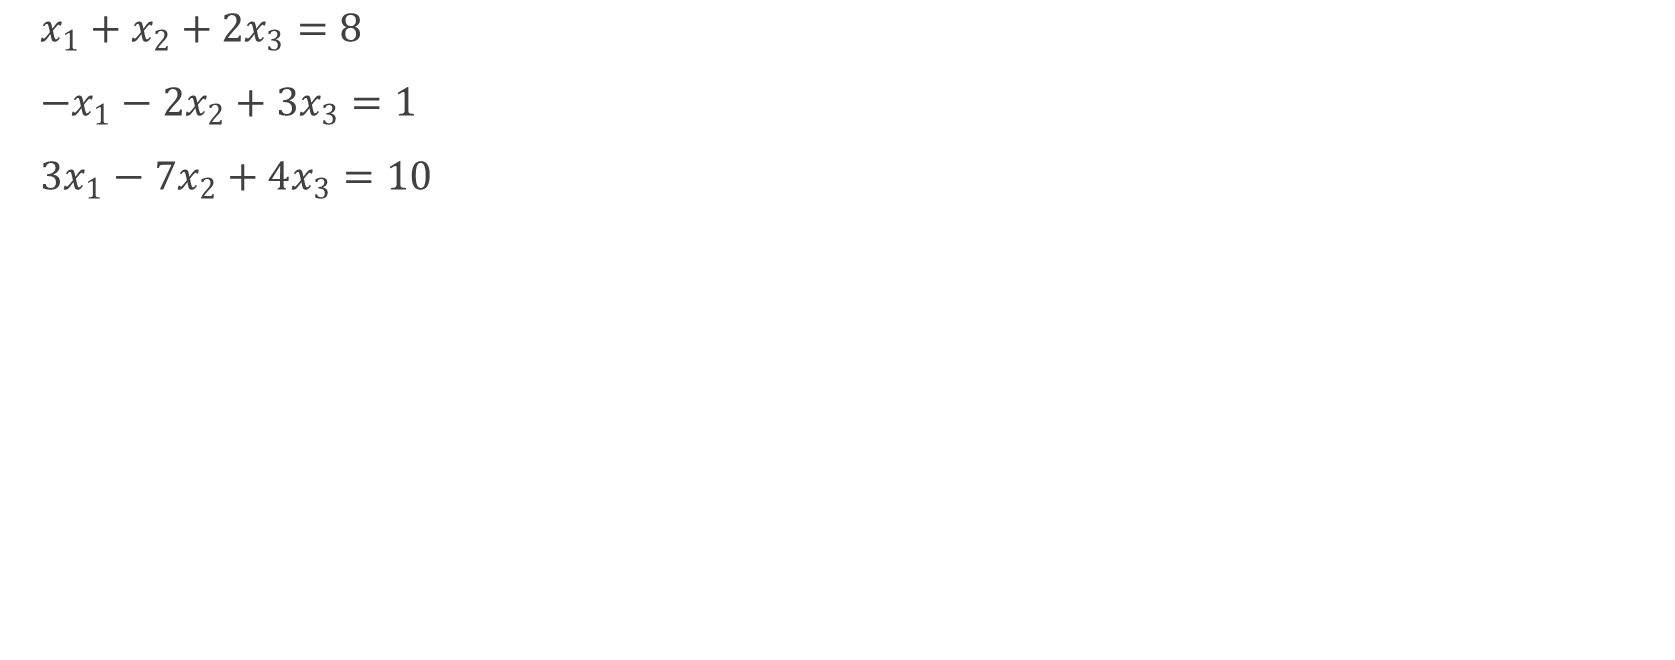 x₁ + x₂ + 2x₃ = 8
−x₁ − 2x₂ + 3x₃ = 1
3x₁ − 7x₂ + 4x₃ = 10